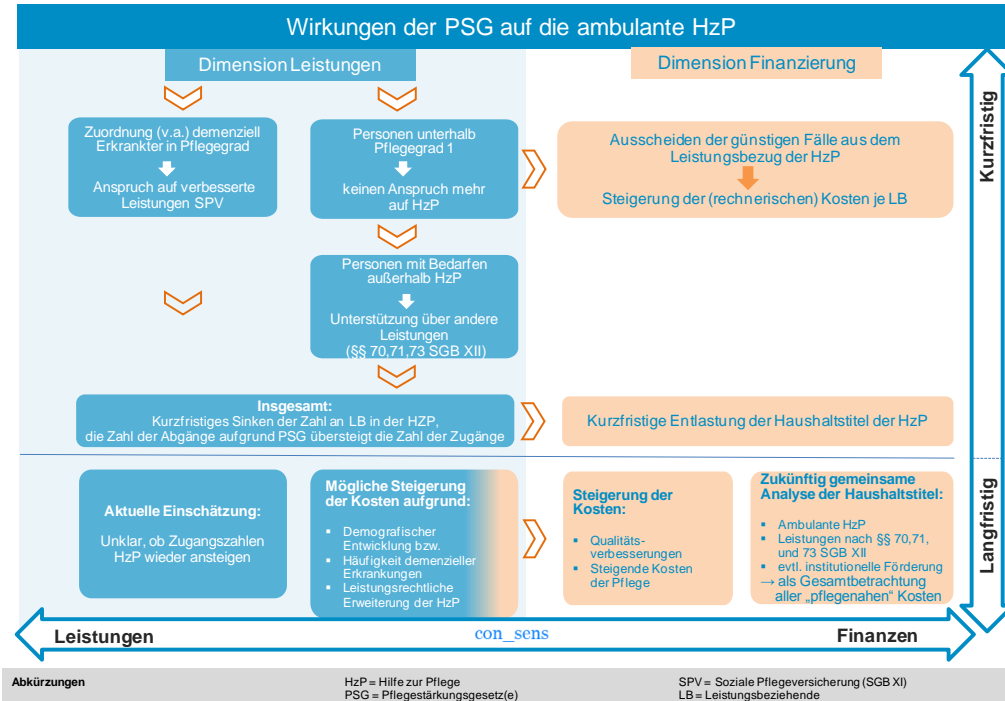 Wirkungen der PSG auf die ambulante HzP
Dimension Leistungen
Dimension Finanzierung
Zuordnung (v.a.) demenziell
Erkrankter in Pflegegrad
Anspruch auf verbesserte
Leistungen SPV
Personen unterhalb
Pflegegrad 1
keinen Anspruch mehr
auf HzP
Ausscheiden der günstigen Fälle aus dem
Leistungsbezug der HzP
Steigerung der (rechnerischen) Kosten je LB
Personen mit Bedarfen
außerhalb HzP
Unterstützung über andere
Leistungen
(§§ 70,71,73 SGB XII)
Insgesamt:
Kurzfristiges Sinken der Zahl an LB in der HZP,
die Zahl der Abgänge aufgrund PSG übersteigt die Zahl der Zugänge
Kurzfristige Entlastung der Haushaltstitel der HzP
Aktuelle Einschätzung:
Unklar, ob Zugangszahlen
HzP wieder ansteigen
Mögliche Steigerung
der Kosten aufgrund:
▪ Demografischer
Entwicklung bzw.
▪ Häufigkeit demenzieller
Erkrankungen
▪ Leistungsrechtliche
Erweiterung der HzP
Steigerung der
Kosten:
▪ Qualitäts-
verbesserungen
▪ Steigende Kosten
der Pflege
Zukünftig gemeinsame
Analyse der Haushaltstitel:
▪ Ambulante HzP
▪ Leistungen nach §§ 70,71,
und 73 SGB XII
▪ evtl. institutionelle Förderung
→ als Gesamtbetrachtung
aller „pflegenahen“ Kosten
Kurzfristig
Langfristig
Leistungen
con_sens
Finanzen
Abkürzungen
HzP = Hilfe zur Pflege
PSG = Pflegestärkungsgesetz(e)
SPV = Soziale Pflegeversicherung (SGB XI)
LB = Leistungsbeziehende